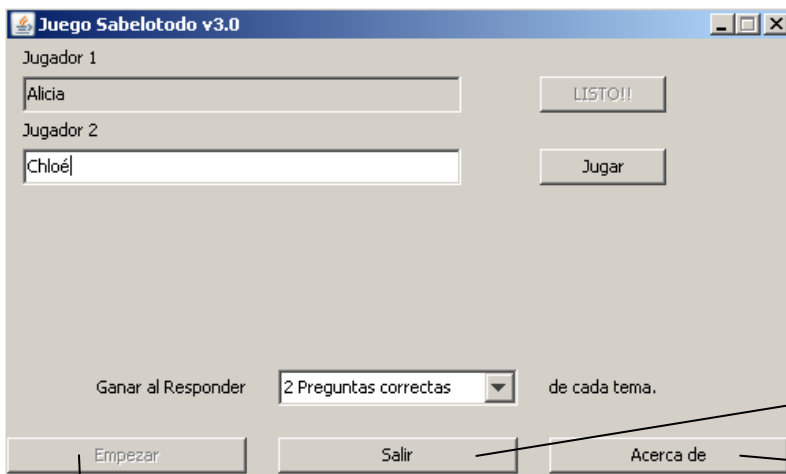 Juego Sabelotodo v3.0
Jugador 1
Alicia LISTO!!
Jugador 2
Chloé Jugar
Ganar al Responder 2 Preguntas correctas de cada tema.
Empezar Salir Acerca de